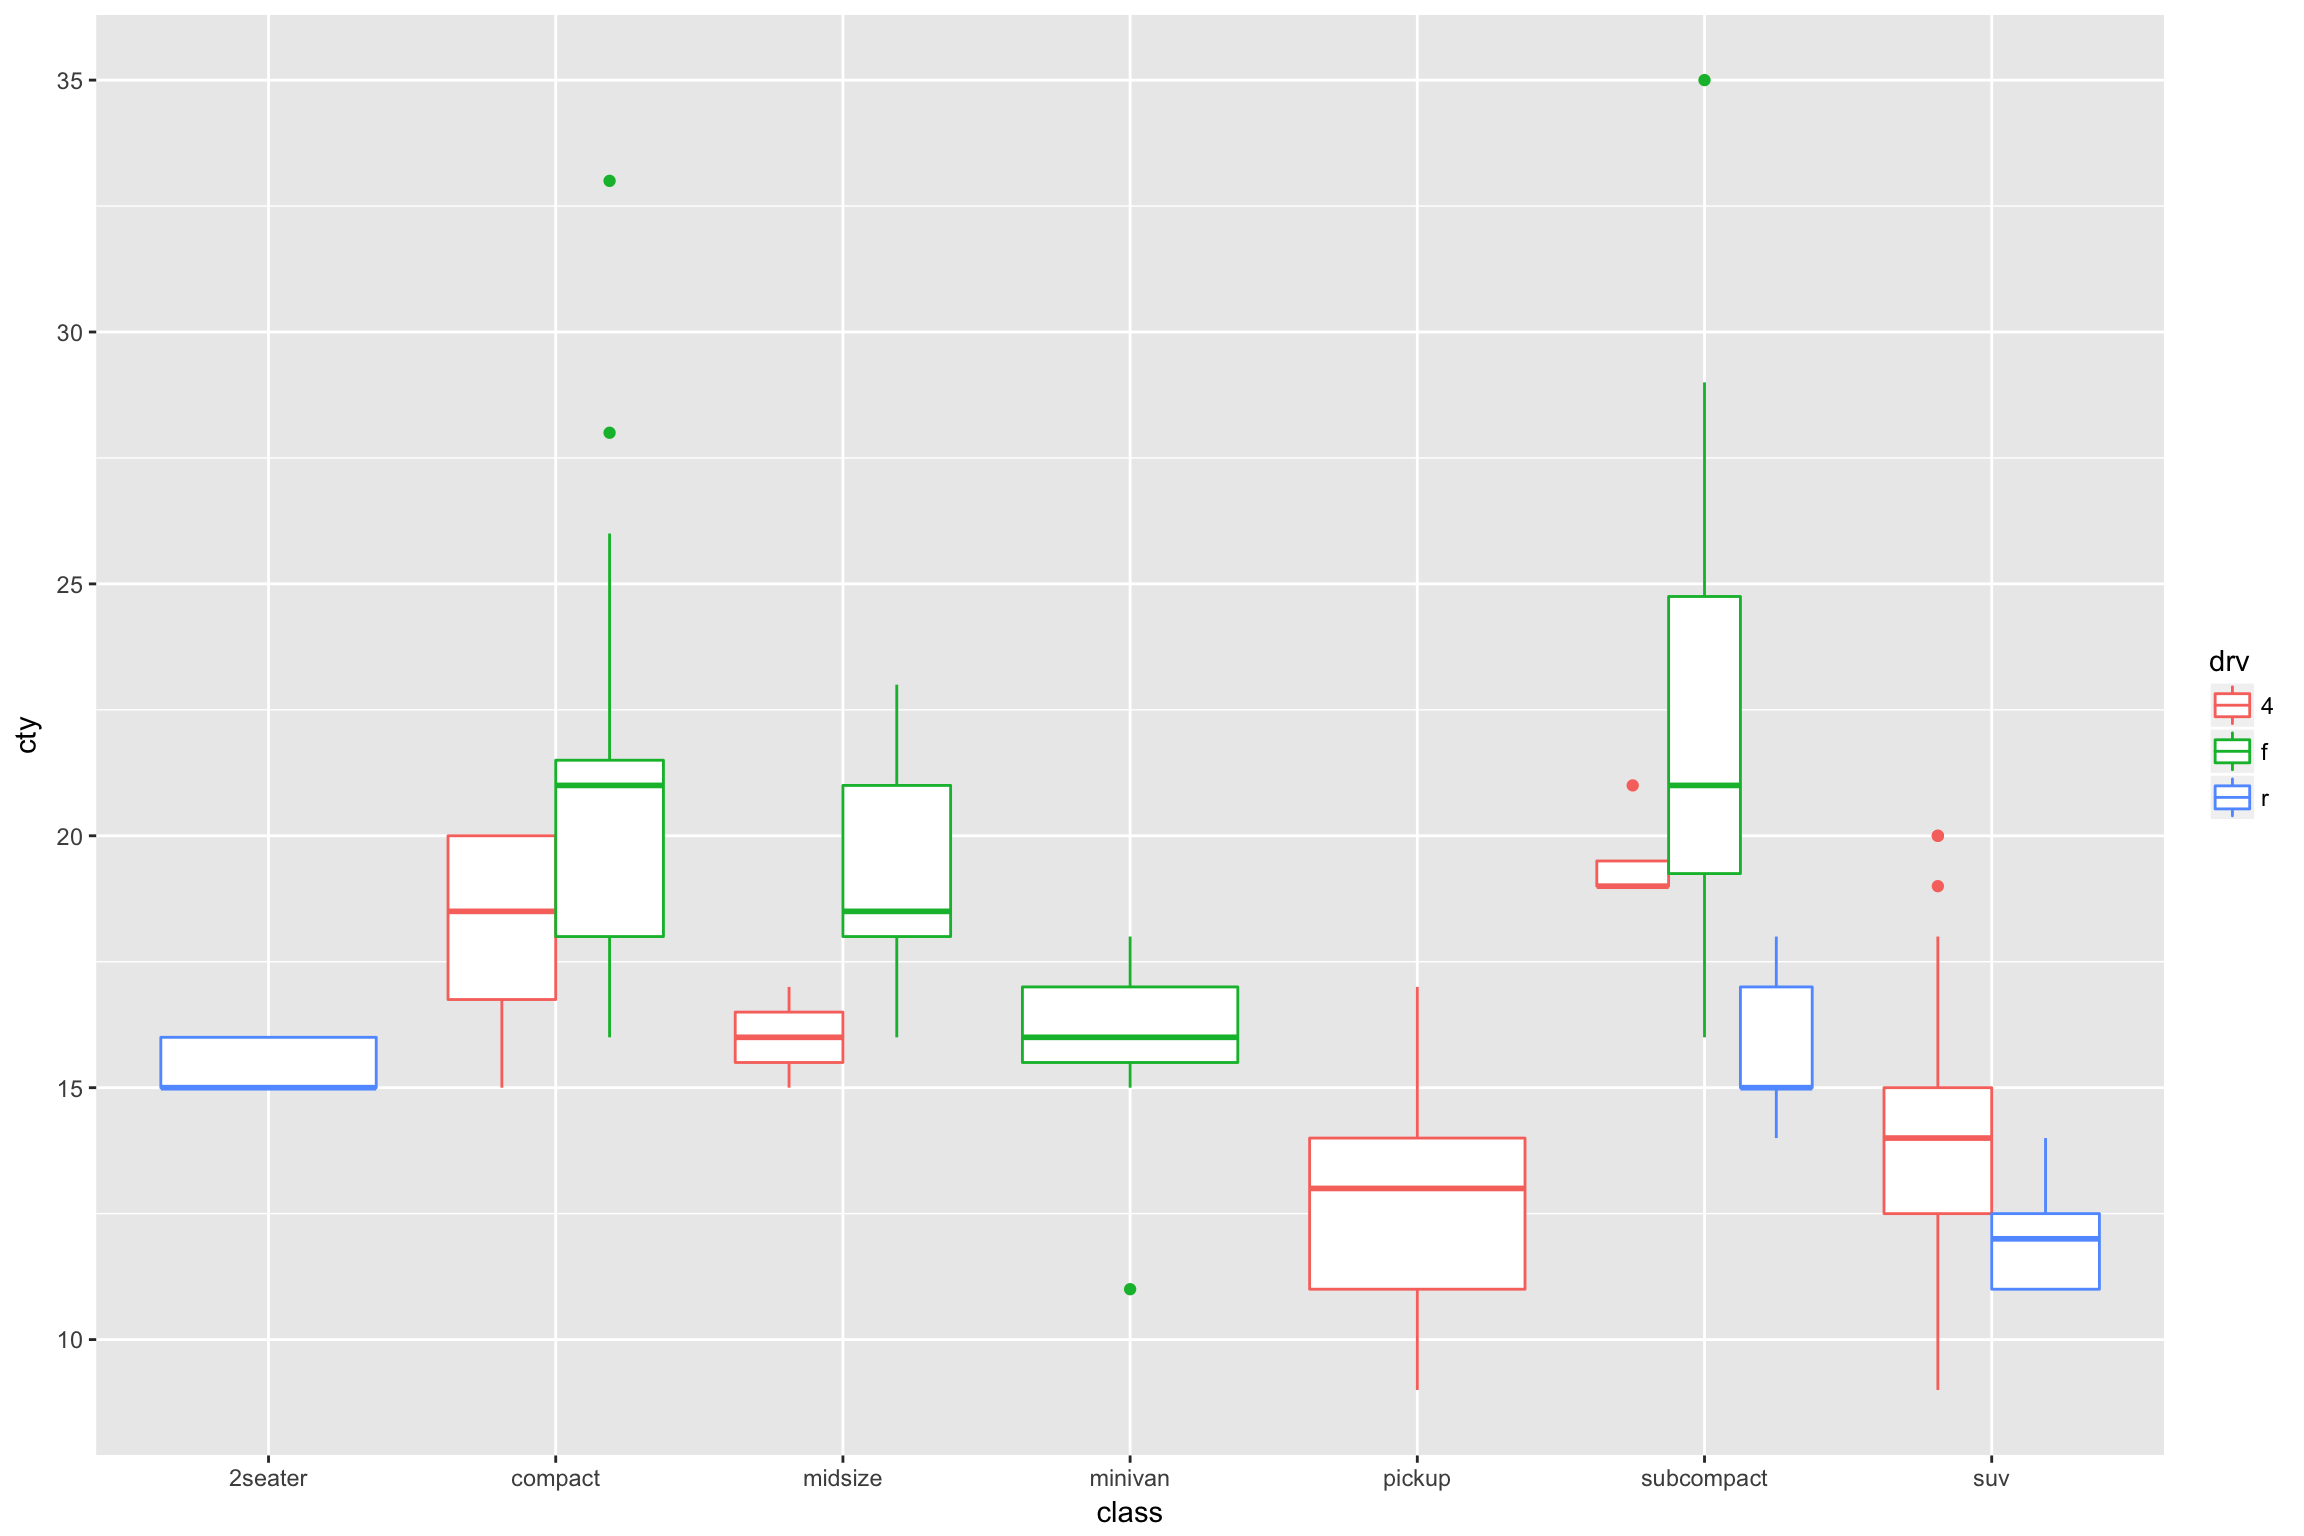 35
30
25
20
15
10
cty
2seater compact midsize minivan pickup subcompact suv
class
drv
4
f
r